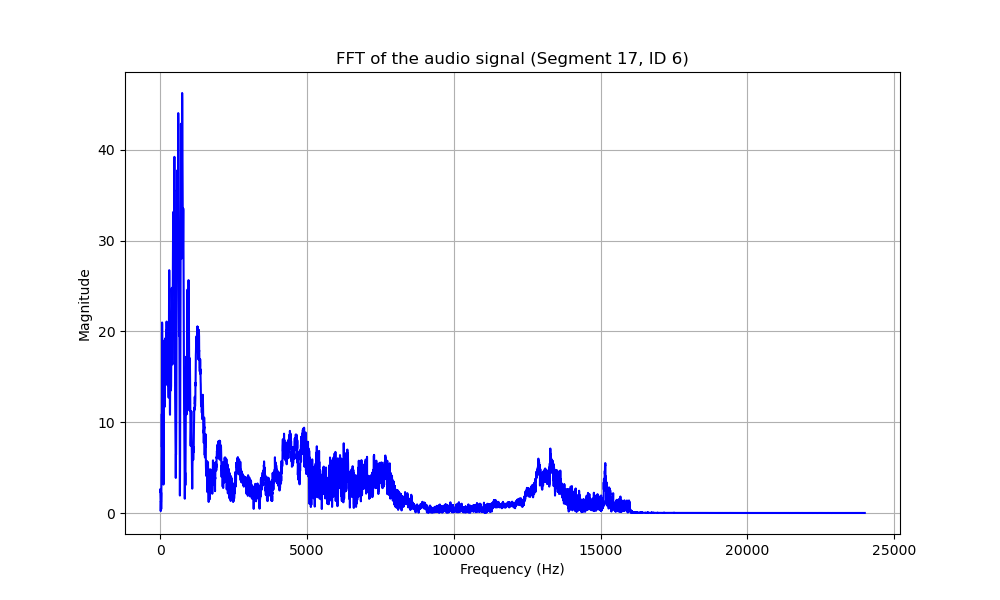 FFT of the audio signal (Segment 17, ID 6)
Magnitude
40
30
20
10
0
0 5000 10000 15000 20000 25000
Frequency (Hz)